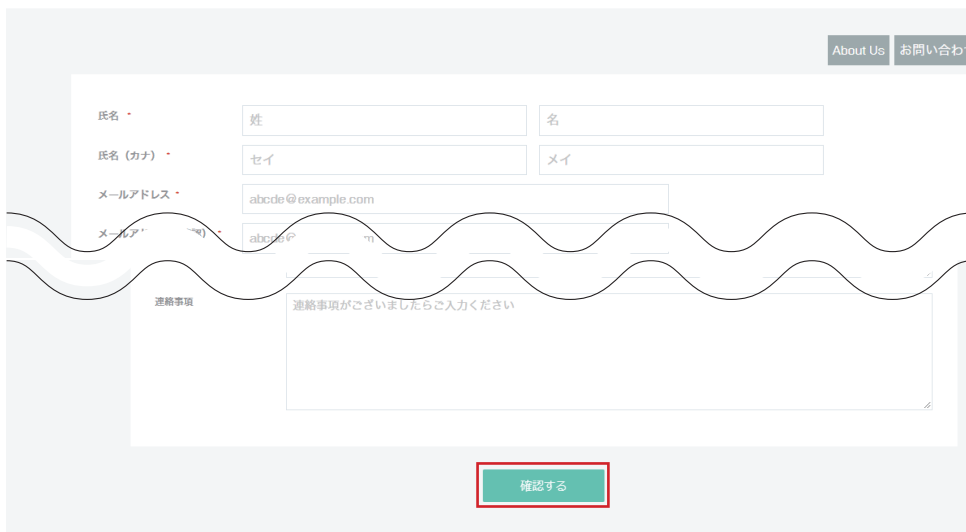 About Us お問い合わ
氏名 *
姓 名
氏名 (カナ) *
セイ メイ
メールアドレス *
abcde@example.com
abcde@
連絡事項
連絡事項がございましたらご入力ください
確認する